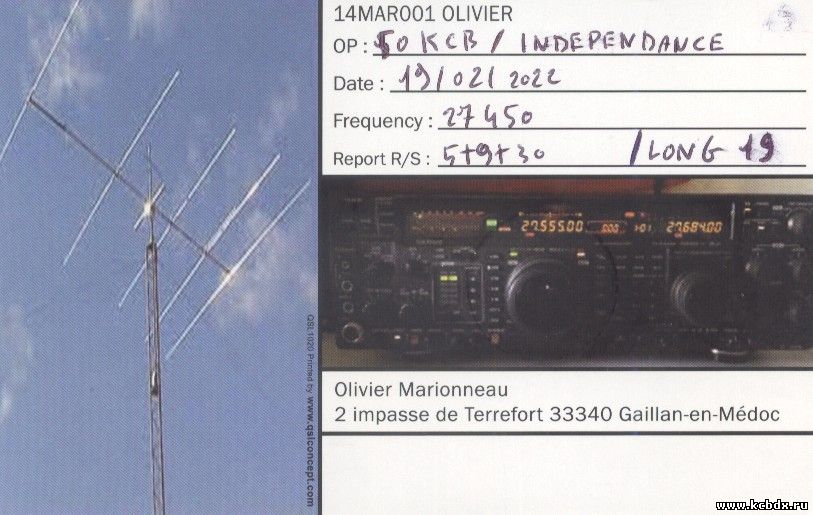 14MAR001 OLIVIER
OP : 50 KCB / INDEPENDANCE
Date : 19/02/2022
Frequency : 27450
Report R/S : 5+9+30 /LONG 19
27.555.00 27.684.00
Olivier Marionneau
2 impasse de Terrefort 33340 Gaillan-en-Médoc
QSL1020 Printed by www.qslconcept.com
www.kcbdx.ru